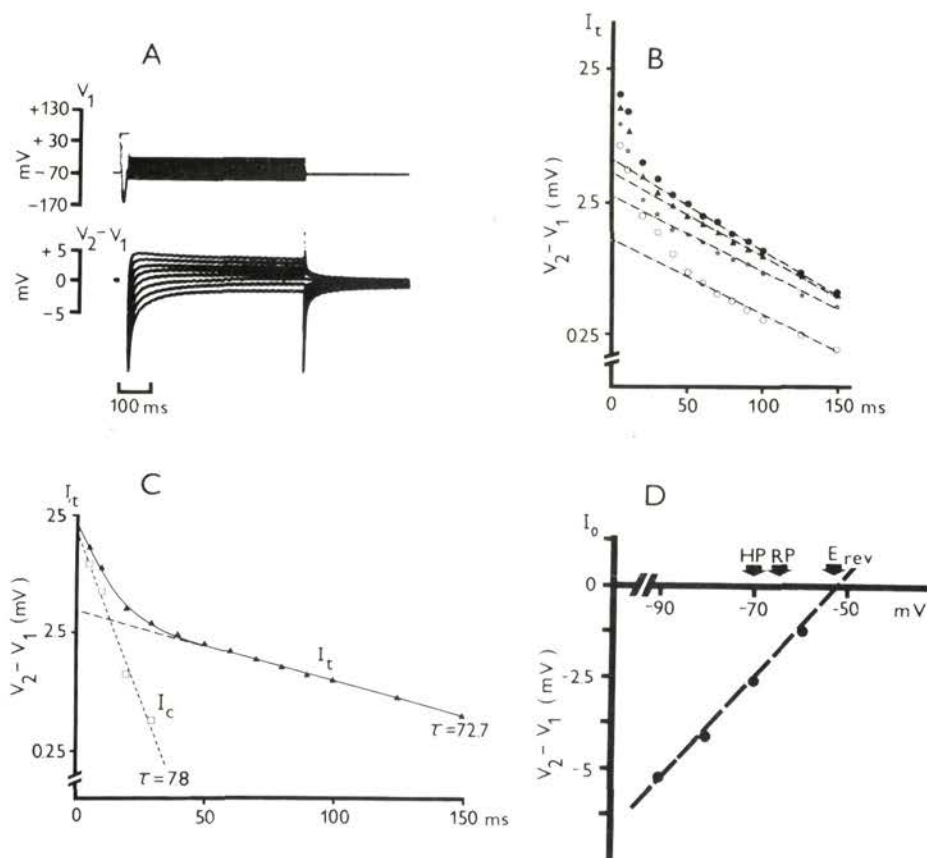 A
V₁
+130
+30
-70
-170
mV
V₂-V₁
+5
0
-5
mV
100 ms
B
Iₜ
25
2.5
0.25
V₂-V₁ (mV)
0 50 100 150 ms
C
Iₜ
25
2.5
0.25
V₂-V₁ (mV)
I_c
Iₜ
τ=78
τ=72.7
0 50 100 150 ms
D
I₀
HP RP E rev
0
-90 -70 -50 mV
-2.5
-5
V₂-V₁ (mV)